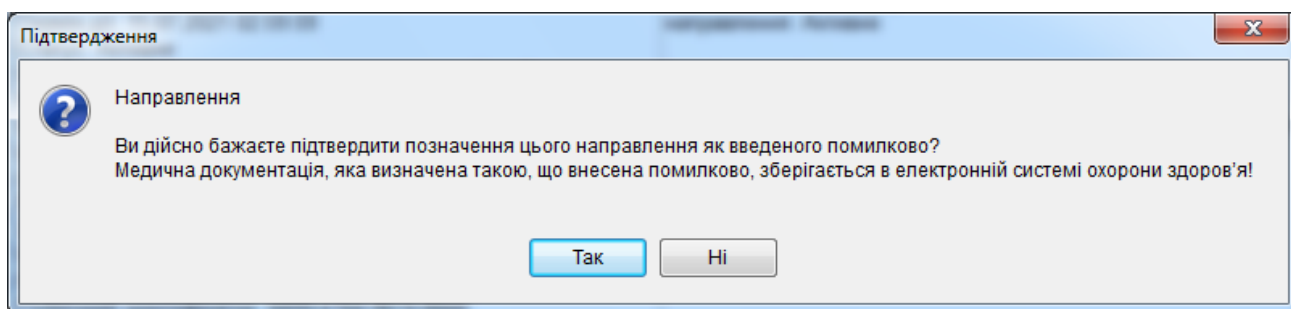 Підтвердження
Направлення
Ви дійсно бажаєте підтвердити позначення цього направлення як введеного помилково?
Медична документація, яка визначена такою, що внесена помилково, зберігається в електронній системі охорони здоров'я!
Так
Ні